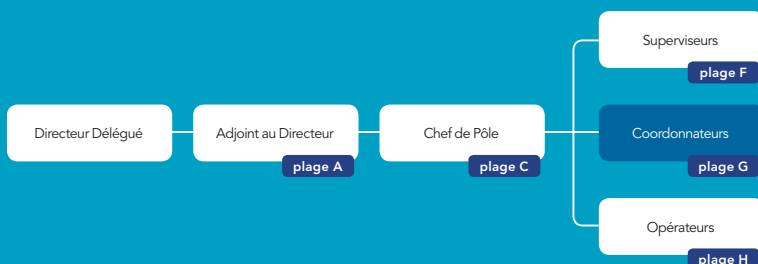 Superviseurs
plage F
Directeur Délégué
Adjoint au Directeur
plage A
Chef de Pôle
plage C
Coordonnateurs
plage G
Opérateurs
plage H